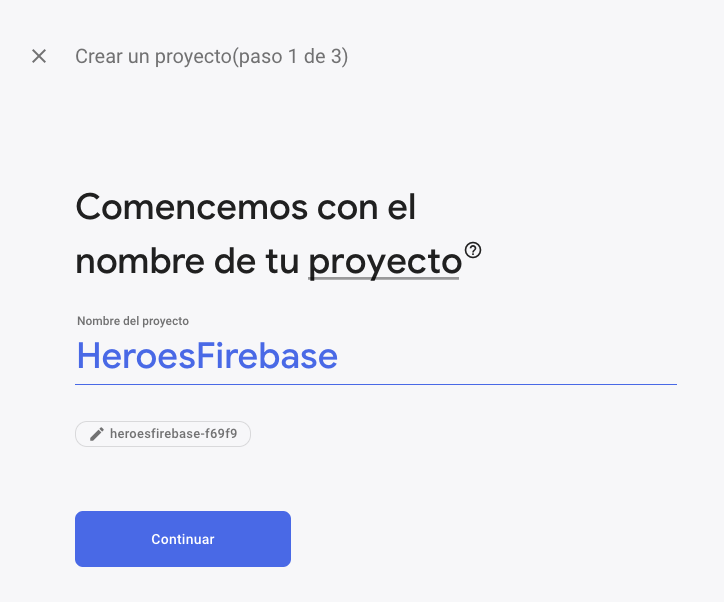 Crear un proyecto(paso 1 de 3)
Comencemos con el
nombre de tu proyecto
Nombre del proyecto
HeroesFirebase
heroesfirebase-f69f9
Continuar